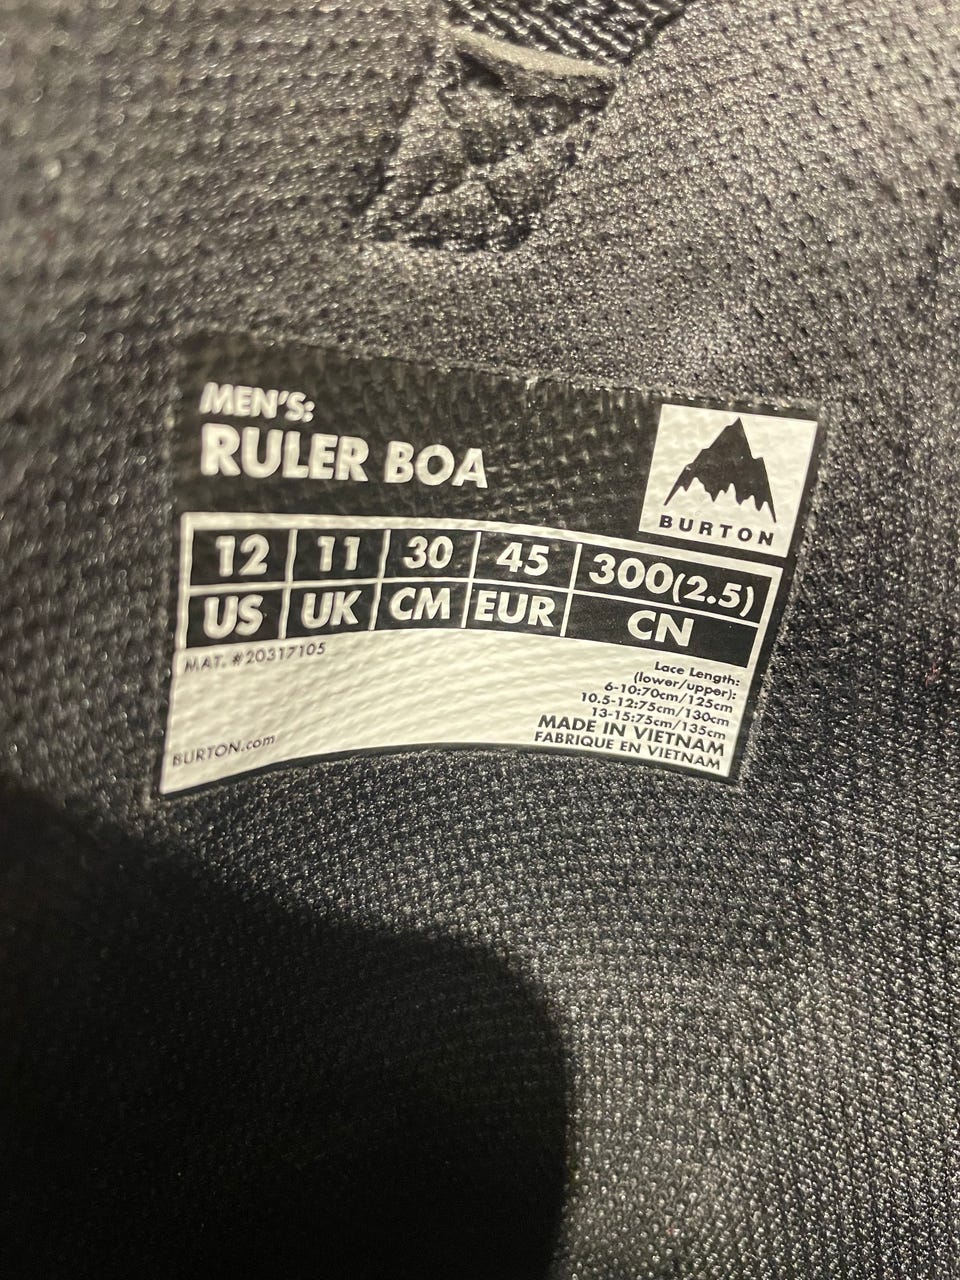 MEN'S:
RULER BOA
BURTON
12 11 30 45 300(2.5)
US UK CM EUR CN
MAT. #20317105
Lace Length:
(lower/upper):
6-10:70cm/125cm
10.5-12:75cm/130cm
13-15:75cm/135cm
MADE IN VIETNAM
FABRIQUE EN VIETNAM
BURTON.com